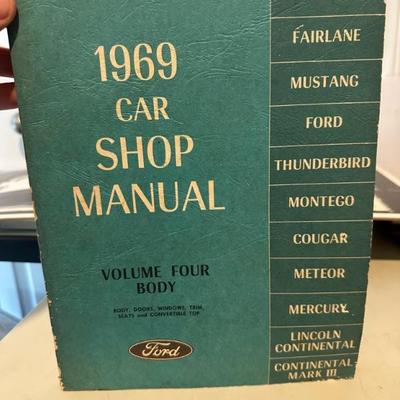 1969
CAR
SHOP
MANUAL
VOLUME FOUR
BODY
BODY, DOORS, WINDOWS, TRIM,
SEATS and CONVERTIBLE TOP
Ford
FAIRLANE
MUSTANG
FORD
THUNDERBIRD
MONTEGO
COUGAR
METEOR
MERCURY
LINCOLN
CONTINENTAL
CONTINENTAL
MARK III